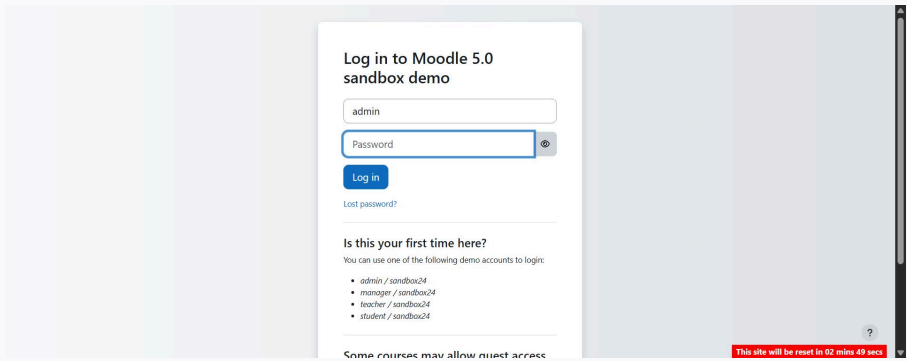 Log in to Moodle 5.0
sandbox demo
admin
Password
Log in
Lost password?
Is this your first time here?
You can use one of the following demo accounts to login:
admin / sandbox24
manager / sandbox24
teacher / sandbox24
student / sandbox24
Some courses may allow guest access
?
This site will be reset in 02 mins 49 secs